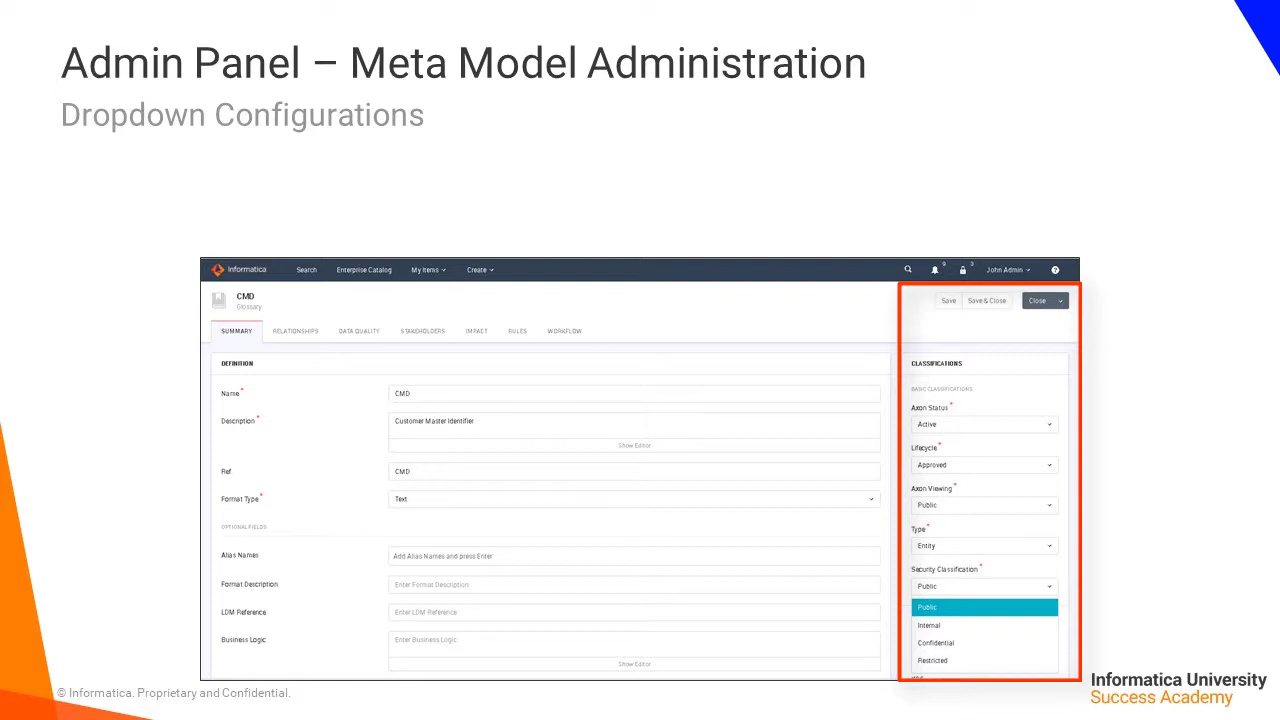 Admin Panel – Meta Model Administration
Dropdown Configurations
Informatica Search Enterprise Catalog My Items Create 9 3 John Admin ?
CMD
Glossary
Save Save & Close Close
SUMMARY RELATIONSHIPS DATA QUALITY STAKEHOLDERS IMPACT RULES WORKFLOW
DEFINITION
Name * CMD
Description * Customer Master Identifier
Show Editor
Ref. CMD
Format Type * Text
OPTIONAL FIELDS
Alias Names Add Alias Names and press Enter
Format Description Enter Format Description
LDM Reference Enter LDM Reference
Business Logic Enter Business Logic
Show Editor
CLASSIFICATIONS
BASIC CLASSIFICATIONS
Axon Status *
Active
Lifecycle *
Approved
Axon Viewing *
Public
Type *
Entity
Security Classification *
Public
Public
Internal
Confidential
Restricted
© Informatica. Proprietary and Confidential.
Informatica University
Success Academy